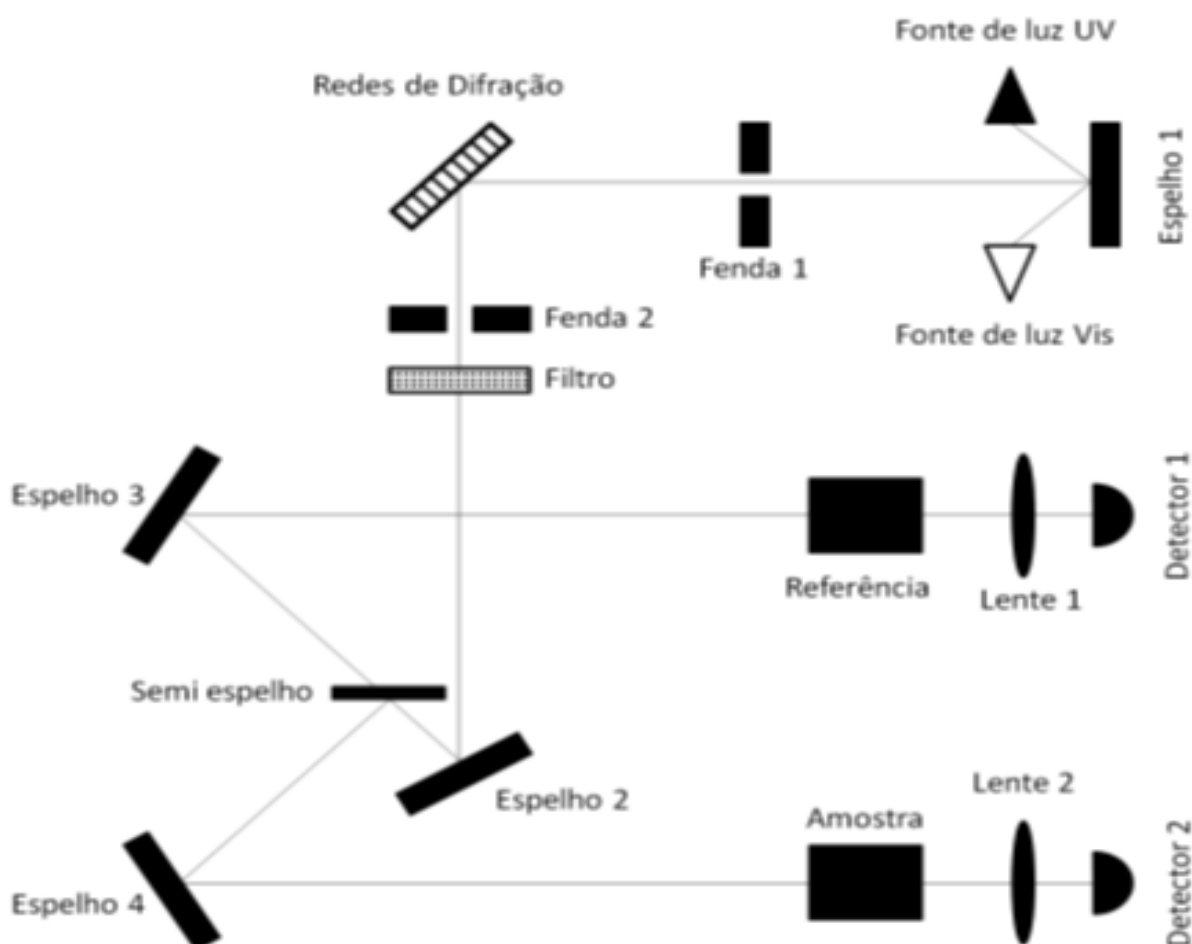 Fonte de luz UV
Redes de Difração
Espelho 1
Fenda 1
Fenda 2
Fonte de luz Vis
Filtro
Espelho 3
Detector 1
Referência
Lente 1
Semi espelho
Espelho 2
Lente 2
Amostra
Detector 2
Espelho 4